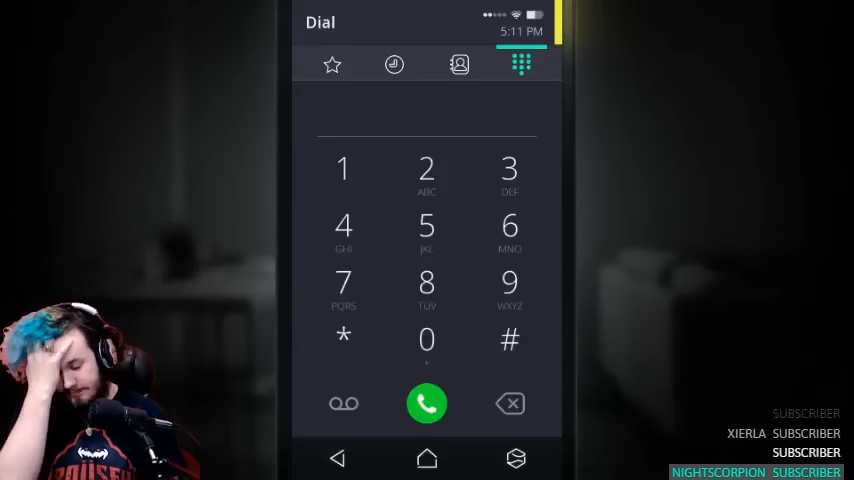 Dial
5:11 PM
1 2 3
ABC DEF
4 5 6
GHI JKL MNO
7 8 9
PQRS TUV WXYZ
* 0 #
+
SUBSCRIBER
XIERLA SUBSCRIBER
SUBSCRIBER
NIGHTSCORPION SUBSCRIBER